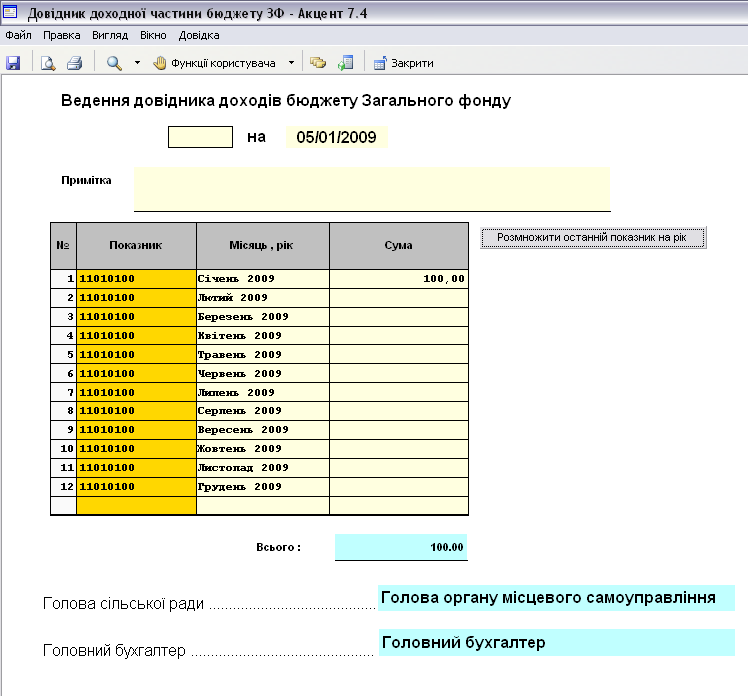 Довідник доходної частини бюджету ЗФ - Акцент 7.4
Файл Правка Вигляд Вікно Довідка
Функції користувача Закрити
Ведення довідника доходів бюджету Загального фонду
на 05/01/2009
Примітка
№ Показник Місяць , рік Сума
Розмножити останній показник на рік
1 11010100 Січень 2009 100,00
2 11010100 Лютий 2009
3 11010100 Березень 2009
4 11010100 Квітень 2009
5 11010100 Травень 2009
6 11010100 Червень 2009
7 11010100 Липень 2009
8 11010100 Серпень 2009
9 11010100 Вересень 2009
10 11010100 Жовтень 2009
11 11010100 Листопад 2009
12 11010100 Грудень 2009
Всього : 100.00
Голова сільської ради .......................................... Голова органу місцевого самоуправління
Головний бухгалтер .............................................. Головний бухгалтер